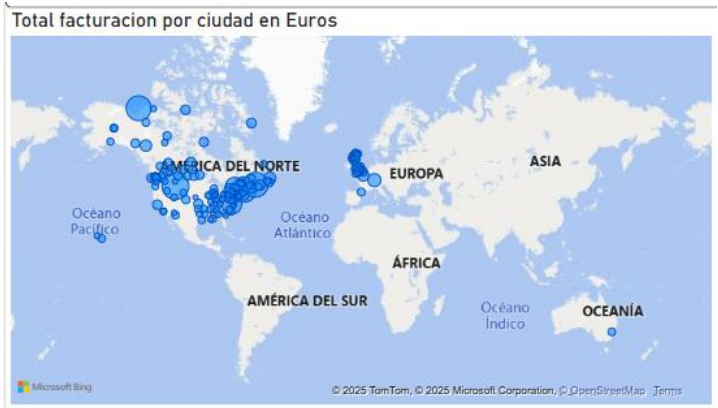 Total facturacion por ciudad en Euros
AMÉRICA DEL NORTE
EUROPA
ASIA
Océano
Pacífico
Océano
Atlántico
ÁFRICA
AMÉRICA DEL SUR
Océano
Índico
OCEANÍA
Microsoft Bing
© 2025 TomTom, © 2025 Microsoft Corporation, © OpenStreetMap Terms